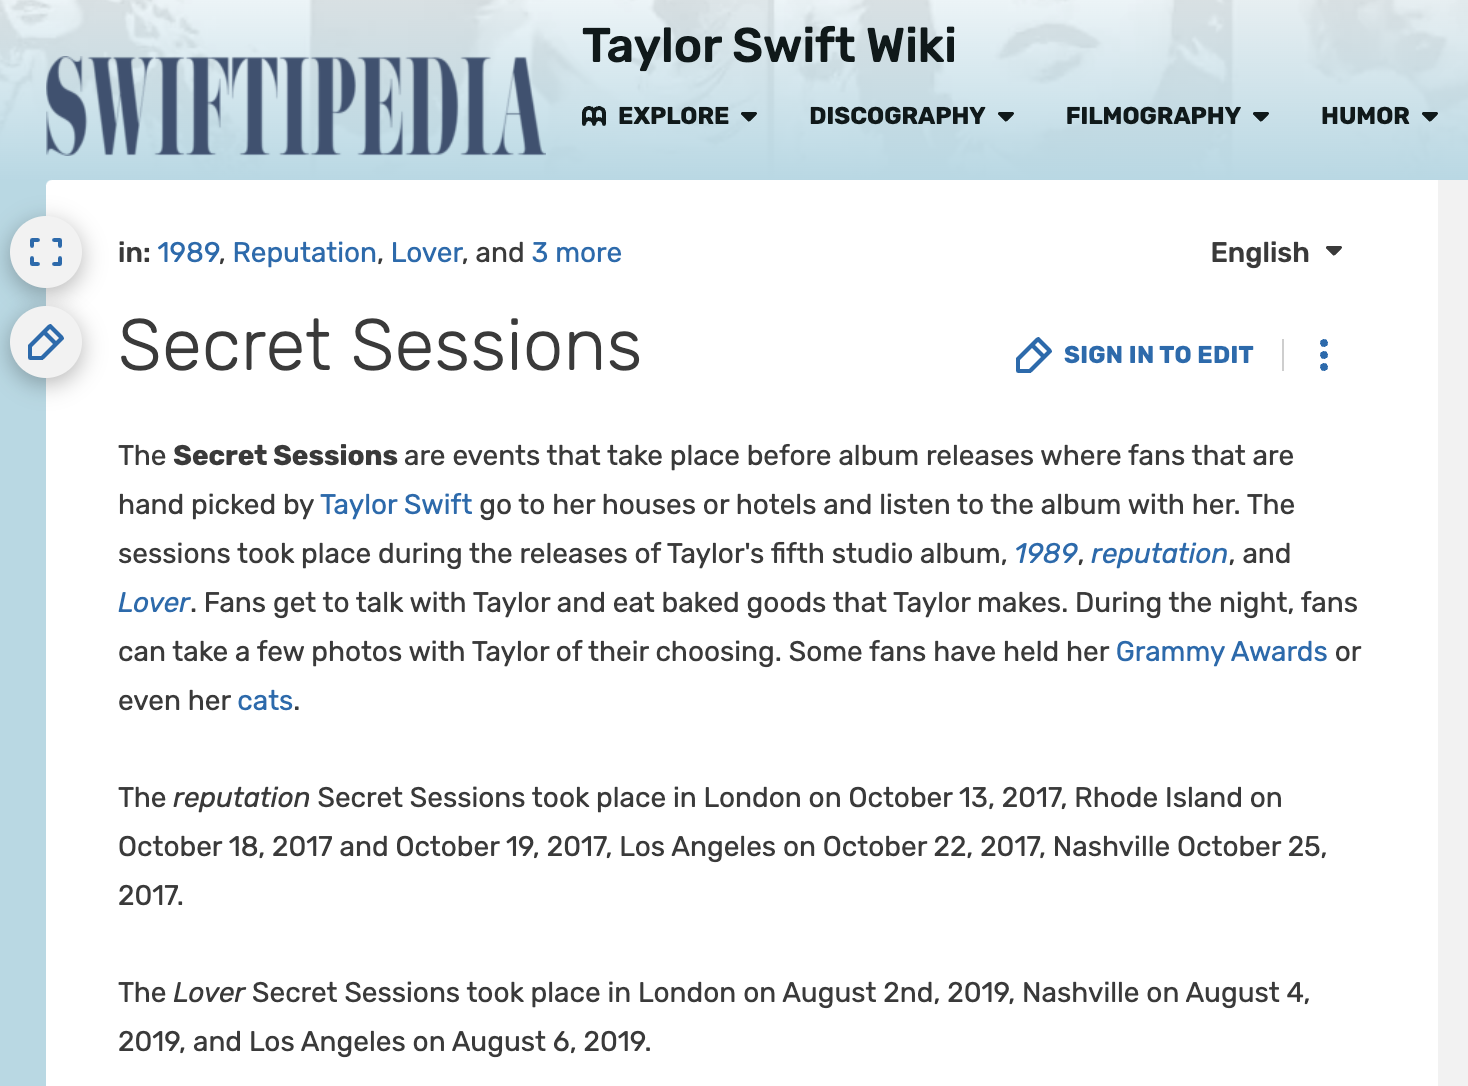 SWIFTIPEDIA
Taylor Swift Wiki
EXPLORE DISCOGRAPHY FILMOGRAPHY HUMOR
in: 1989, Reputation, Lover, and 3 more
English
Secret Sessions
SIGN IN TO EDIT
The Secret Sessions are events that take place before album releases where fans that are
hand picked by Taylor Swift go to her houses or hotels and listen to the album with her. The
sessions took place during the releases of Taylor's fifth studio album, 1989, reputation, and
Lover. Fans get to talk with Taylor and eat baked goods that Taylor makes. During the night, fans
can take a few photos with Taylor of their choosing. Some fans have held her Grammy Awards or
even her cats.
The reputation Secret Sessions took place in London on October 13, 2017, Rhode Island on
October 18, 2017 and October 19, 2017, Los Angeles on October 22, 2017, Nashville October 25,
2017.
The Lover Secret Sessions took place in London on August 2nd, 2019, Nashville on August 4,
2019, and Los Angeles on August 6, 2019.